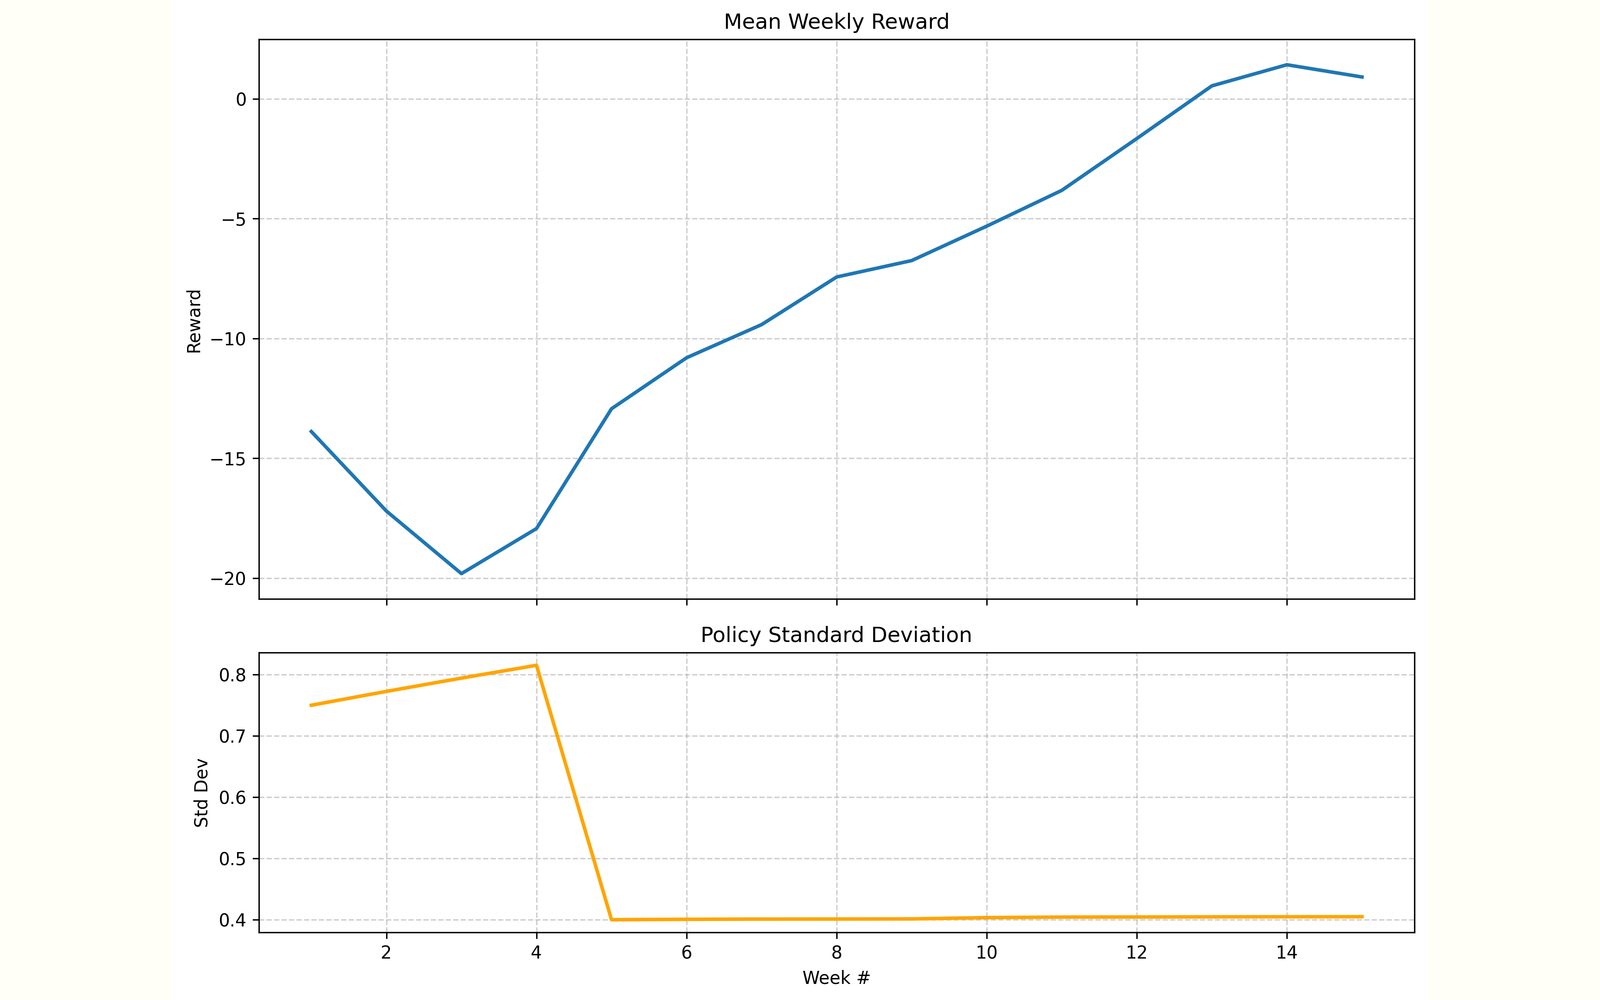 Mean Weekly Reward
0
−5
−10
−15
−20
Reward
Policy Standard Deviation
0.8
0.7
0.6
0.5
0.4
Std Dev
2 4 6 8 10 12 14
Week #